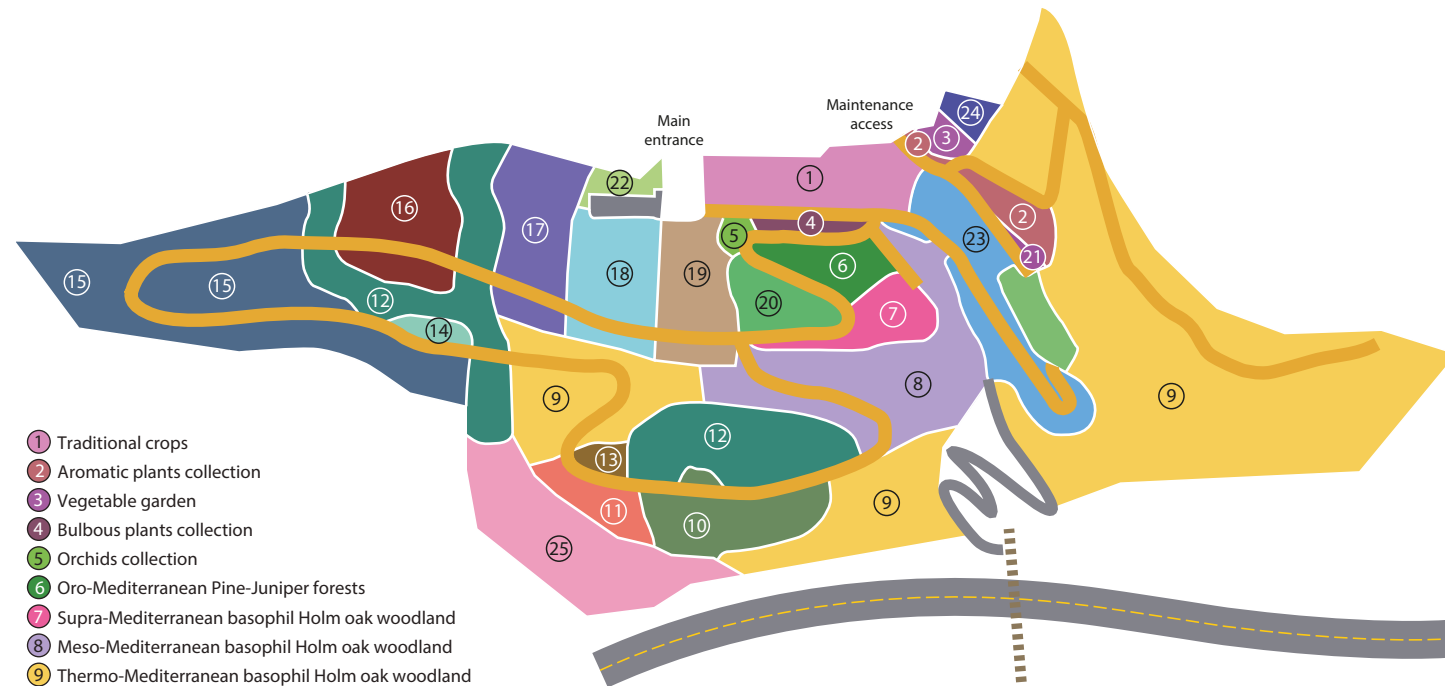 Main
entrance
Maintenance
access
24
3
2
22
1
16
2
17
4
5
23
21
6
18
19
15
15
12
20
7
14
8
9
9
12
13
9
11
10
25
1 Traditional crops
2 Aromatic plants collection
3 Vegetable garden
4 Bulbous plants collection
5 Orchids collection
6 Oro-Mediterranean Pine-Juniper forests
7 Supra-Mediterranean basophil Holm oak woodland
8 Meso-Mediterranean basophil Holm oak woodland
9 Thermo-Mediterranean basophil Holm oak woodland